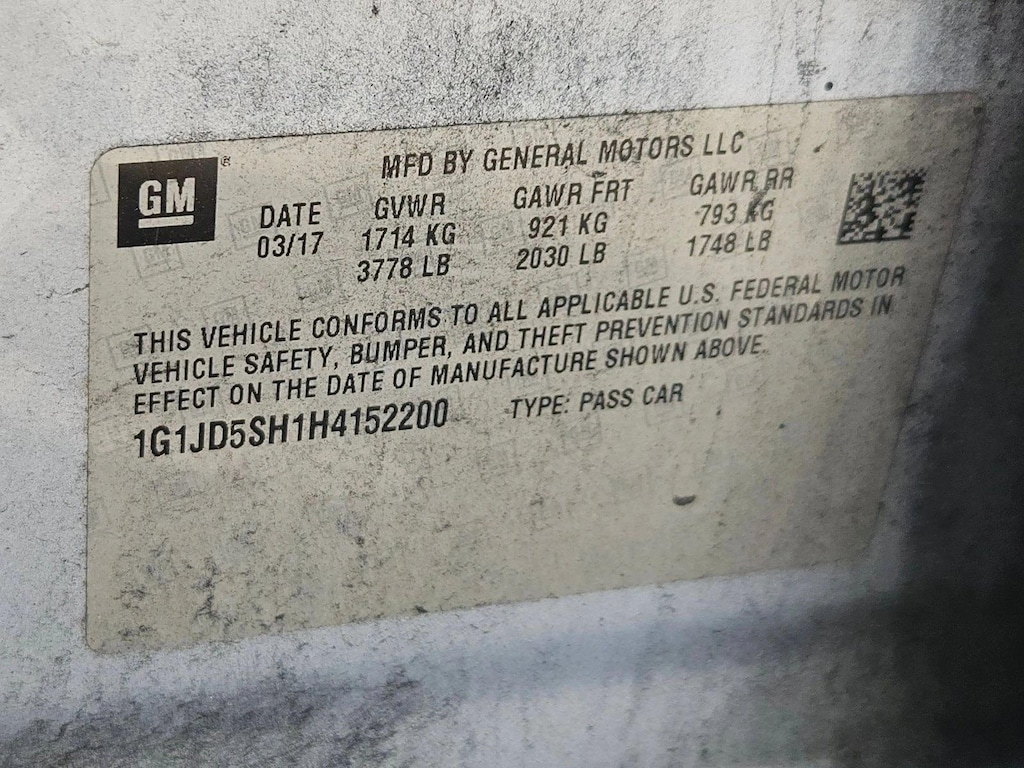 GM ®
MFD BY GENERAL MOTORS LLC
DATE GVWR GAWR FRT GAWR RR
03/17 1714 KG 921 KG 793 KG
3778 LB 2030 LB 1748 LB
THIS VEHICLE CONFORMS TO ALL APPLICABLE U.S. FEDERAL MOTOR
VEHICLE SAFETY, BUMPER, AND THEFT PREVENTION STANDARDS IN
EFFECT ON THE DATE OF MANUFACTURE SHOWN ABOVE.
1G1JD5SH1H4152200 TYPE: PASS CAR